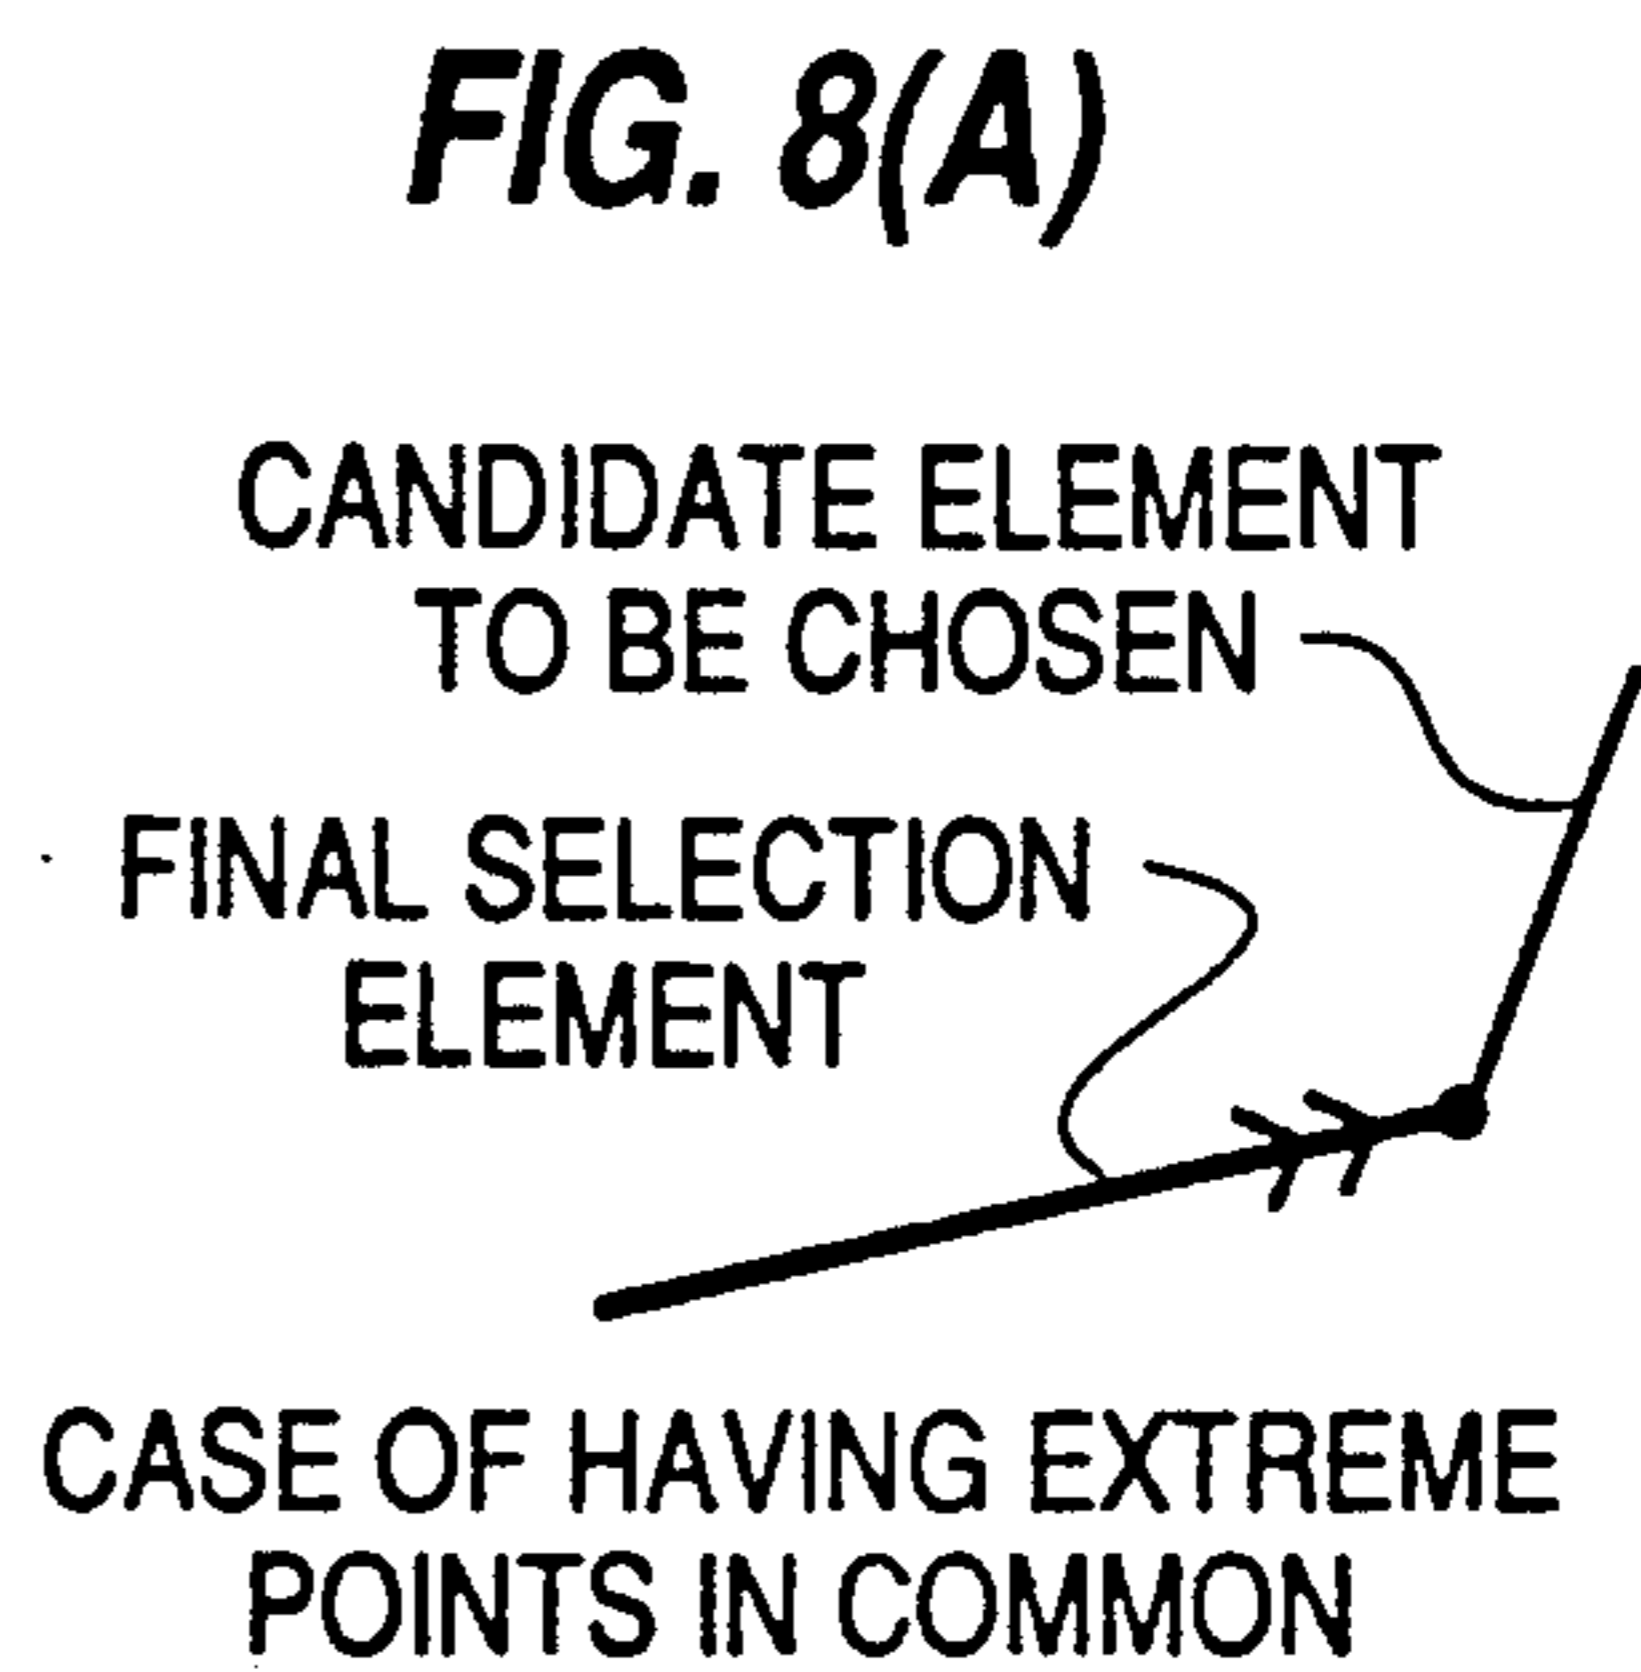 FIG. 8(A)
CANDIDATE ELEMENT
TO BE CHOSEN
FINAL SELECTION
ELEMENT
CASE OF HAVING EXTREME
POINTS IN COMMON